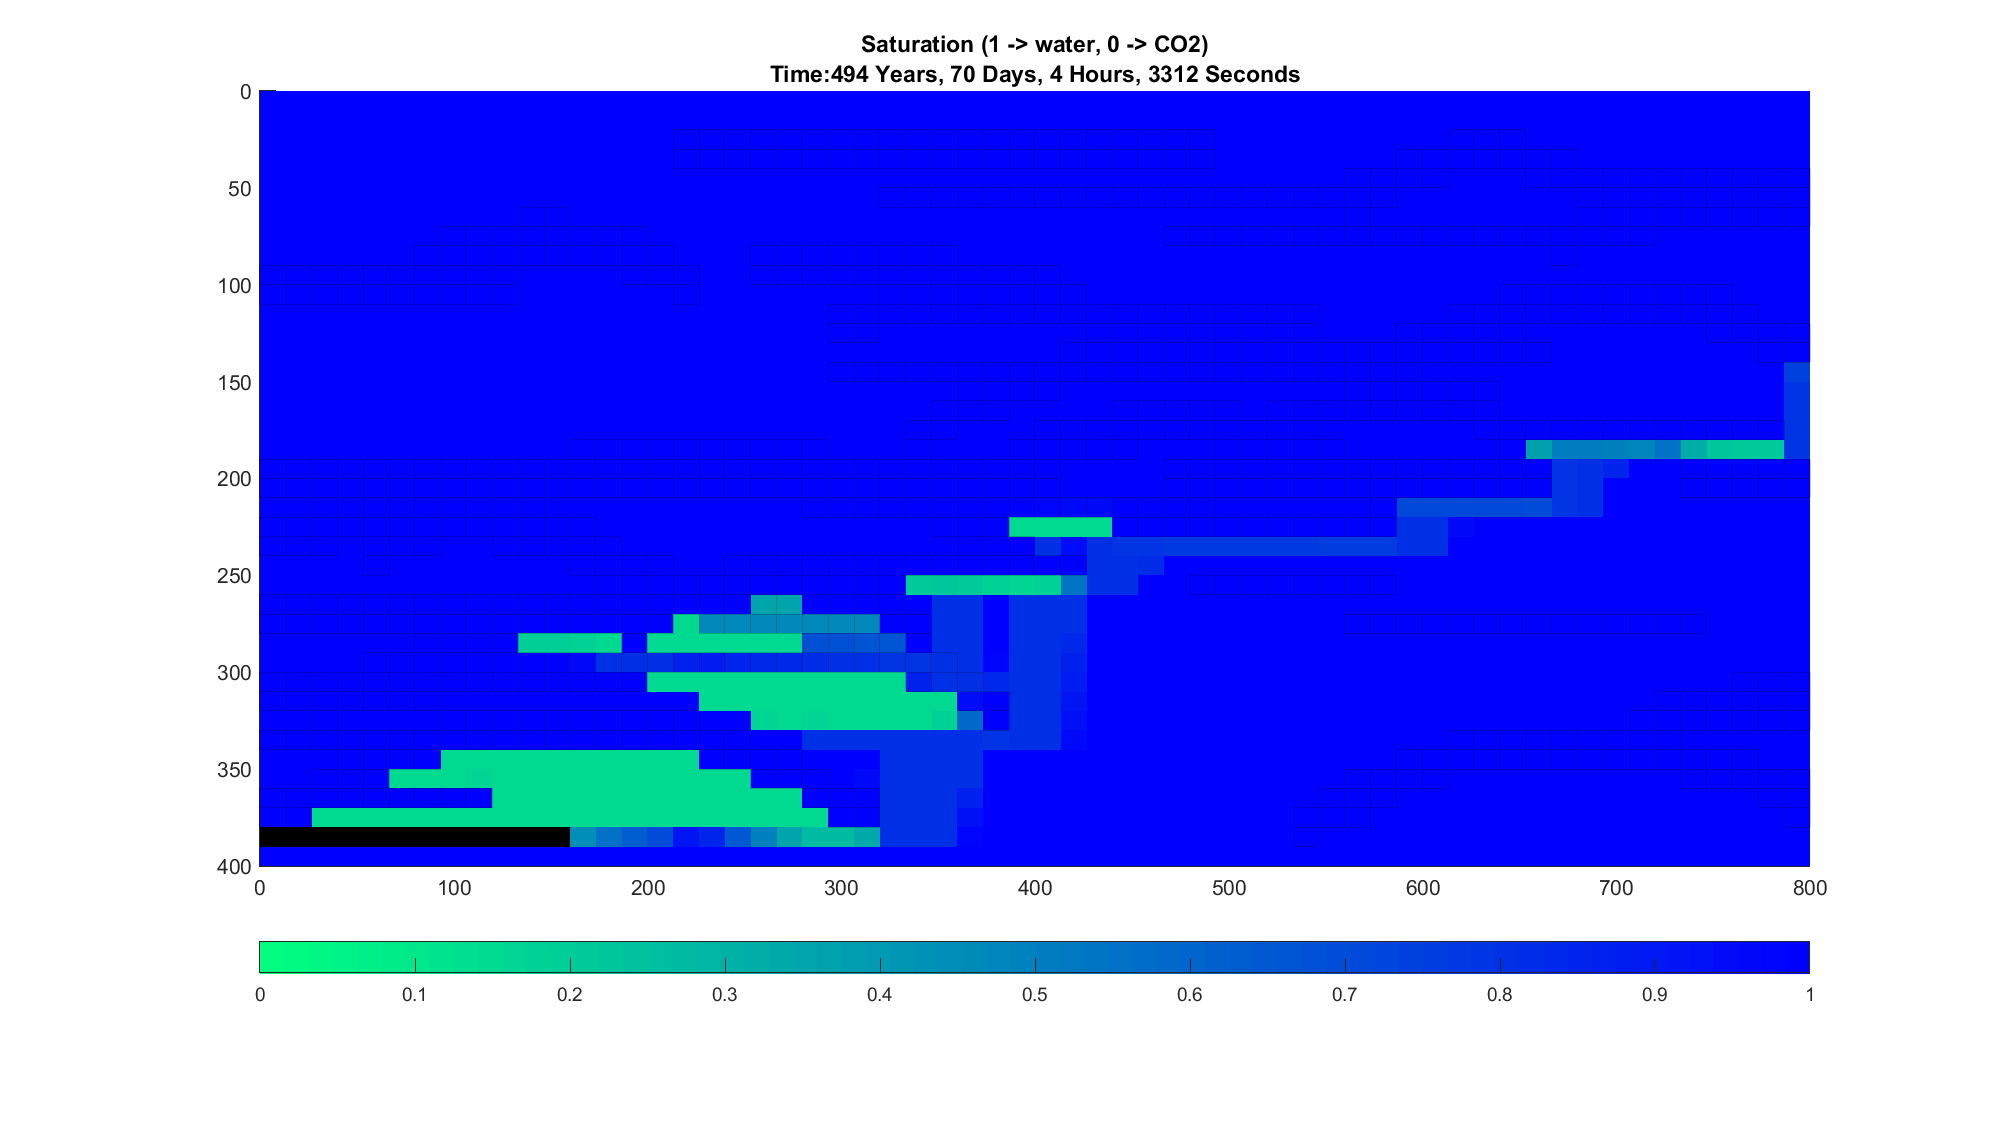 Saturation (1 -> water, 0 -> CO2)
Time:494 Years, 70 Days, 4 Hours, 3312 Seconds
0
50
100
150
200
250
300
350
400
0 100 200 300 400 500 600 700 800
0 0.1 0.2 0.3 0.4 0.5 0.6 0.7 0.8 0.9 1